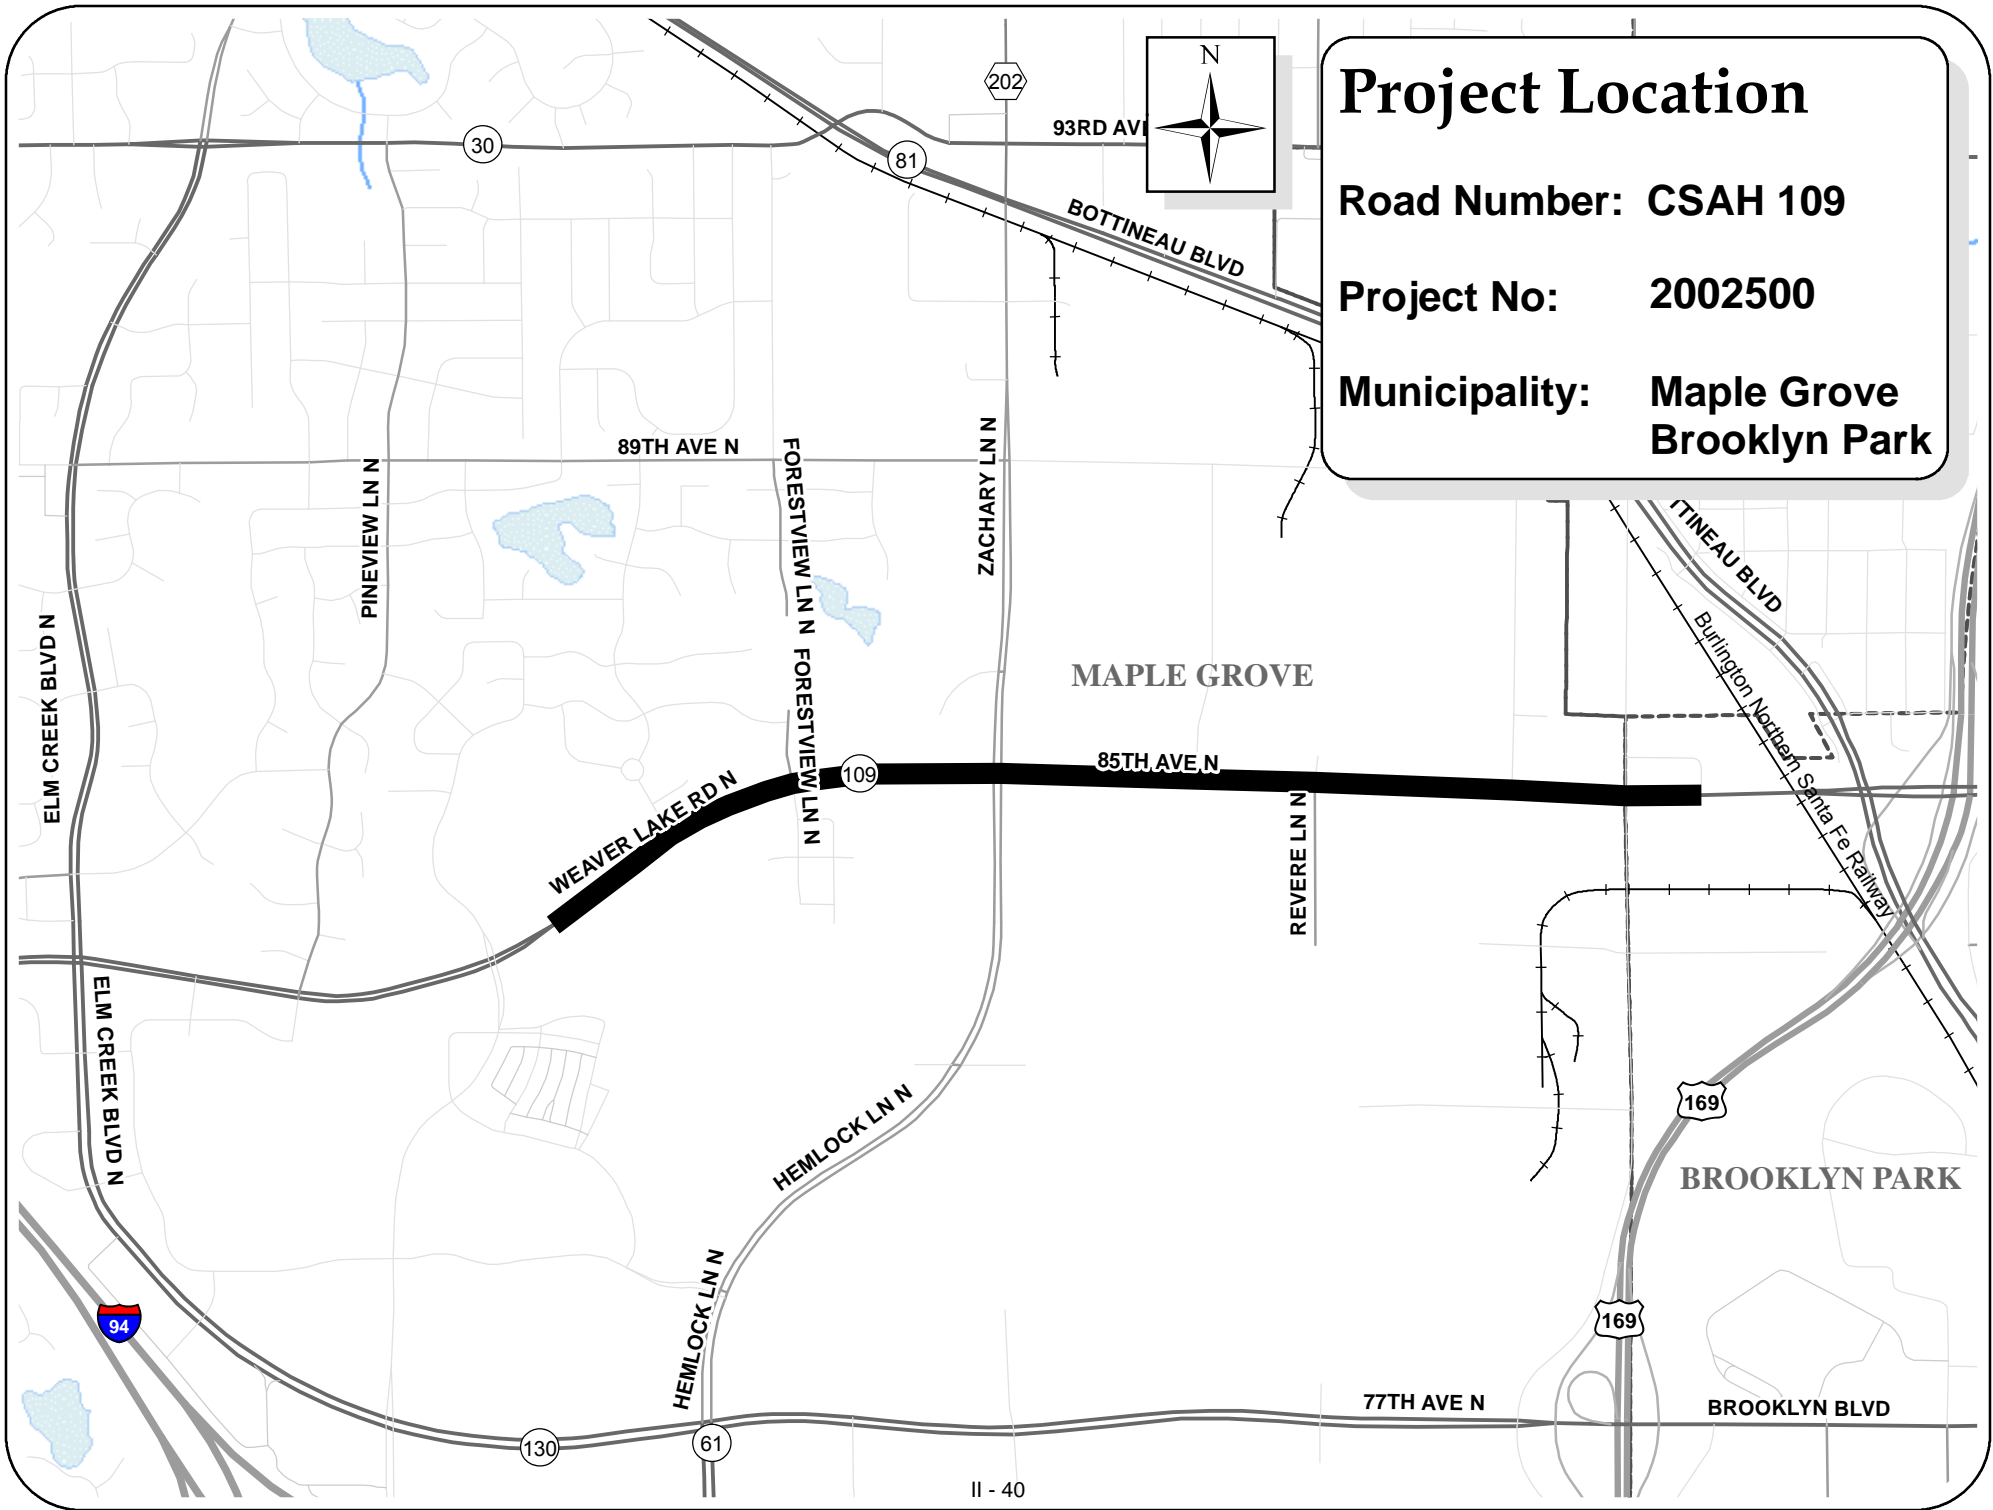 Project Location
Road Number: CSAH 109
Project No: 2002500
Municipality: Maple Grove
Brooklyn Park
N
202
30
93RD AVE
81
BOTTINEAU BLVD
89TH AVE N
PINEVIEW LN N
FORESTVIEW LN N
ZACHARY LN N
TTINEAU BLVD
Burlington Northern Santa Fe Railway
ELM CREEK BLVD N
FORESTVIEW LN N
MAPLE GROVE
WEAVER LAKE RD N
109
85TH AVE N
REVERE LN N
ELM CREEK BLVD N
HEMLOCK LN N
169
BROOKLYN PARK
HEMLOCK LN N
94
169
77TH AVE N
BROOKLYN BLVD
130
61
II - 40